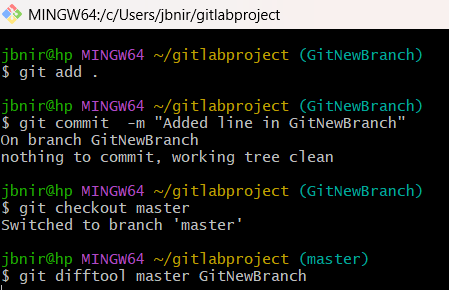 MINGW64:/c/Users/jbnir/gitlabproject
jbnir@hp MINGW64 ~/gitlabproject (GitNewBranch)
$ git add .
jbnir@hp MINGW64 ~/gitlabproject (GitNewBranch)
$ git commit  -m "Added line in GitNewBranch"
On branch GitNewBranch
nothing to commit, working tree clean
jbnir@hp MINGW64 ~/gitlabproject (GitNewBranch)
$ git checkout master
Switched to branch 'master'
jbnir@hp MINGW64 ~/gitlabproject (master)
$ git difftool master GitNewBranch